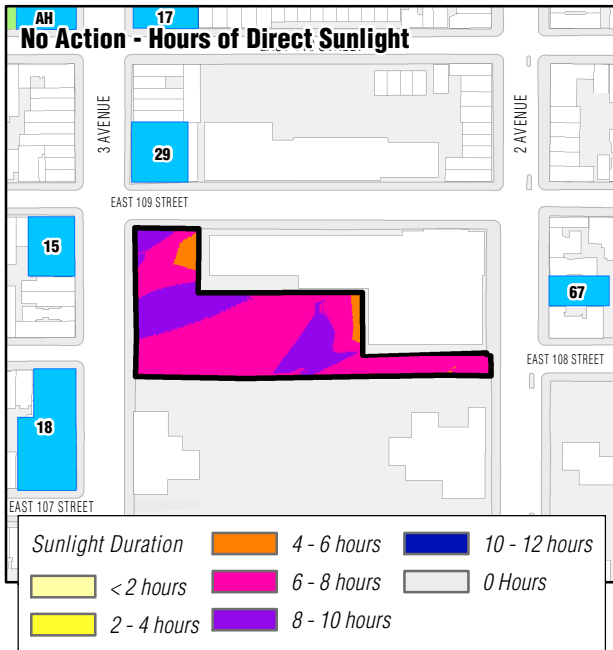 AH
17
No Action - Hours of Direct Sunlight
3 AVENUE
2 AVENUE
29
EAST 109 STREET
15
67
EAST 108 STREET
18
EAST 107 STREET
Sunlight Duration
< 2 hours
2 - 4 hours
4 - 6 hours
6 - 8 hours
8 - 10 hours
10 - 12 hours
0 Hours